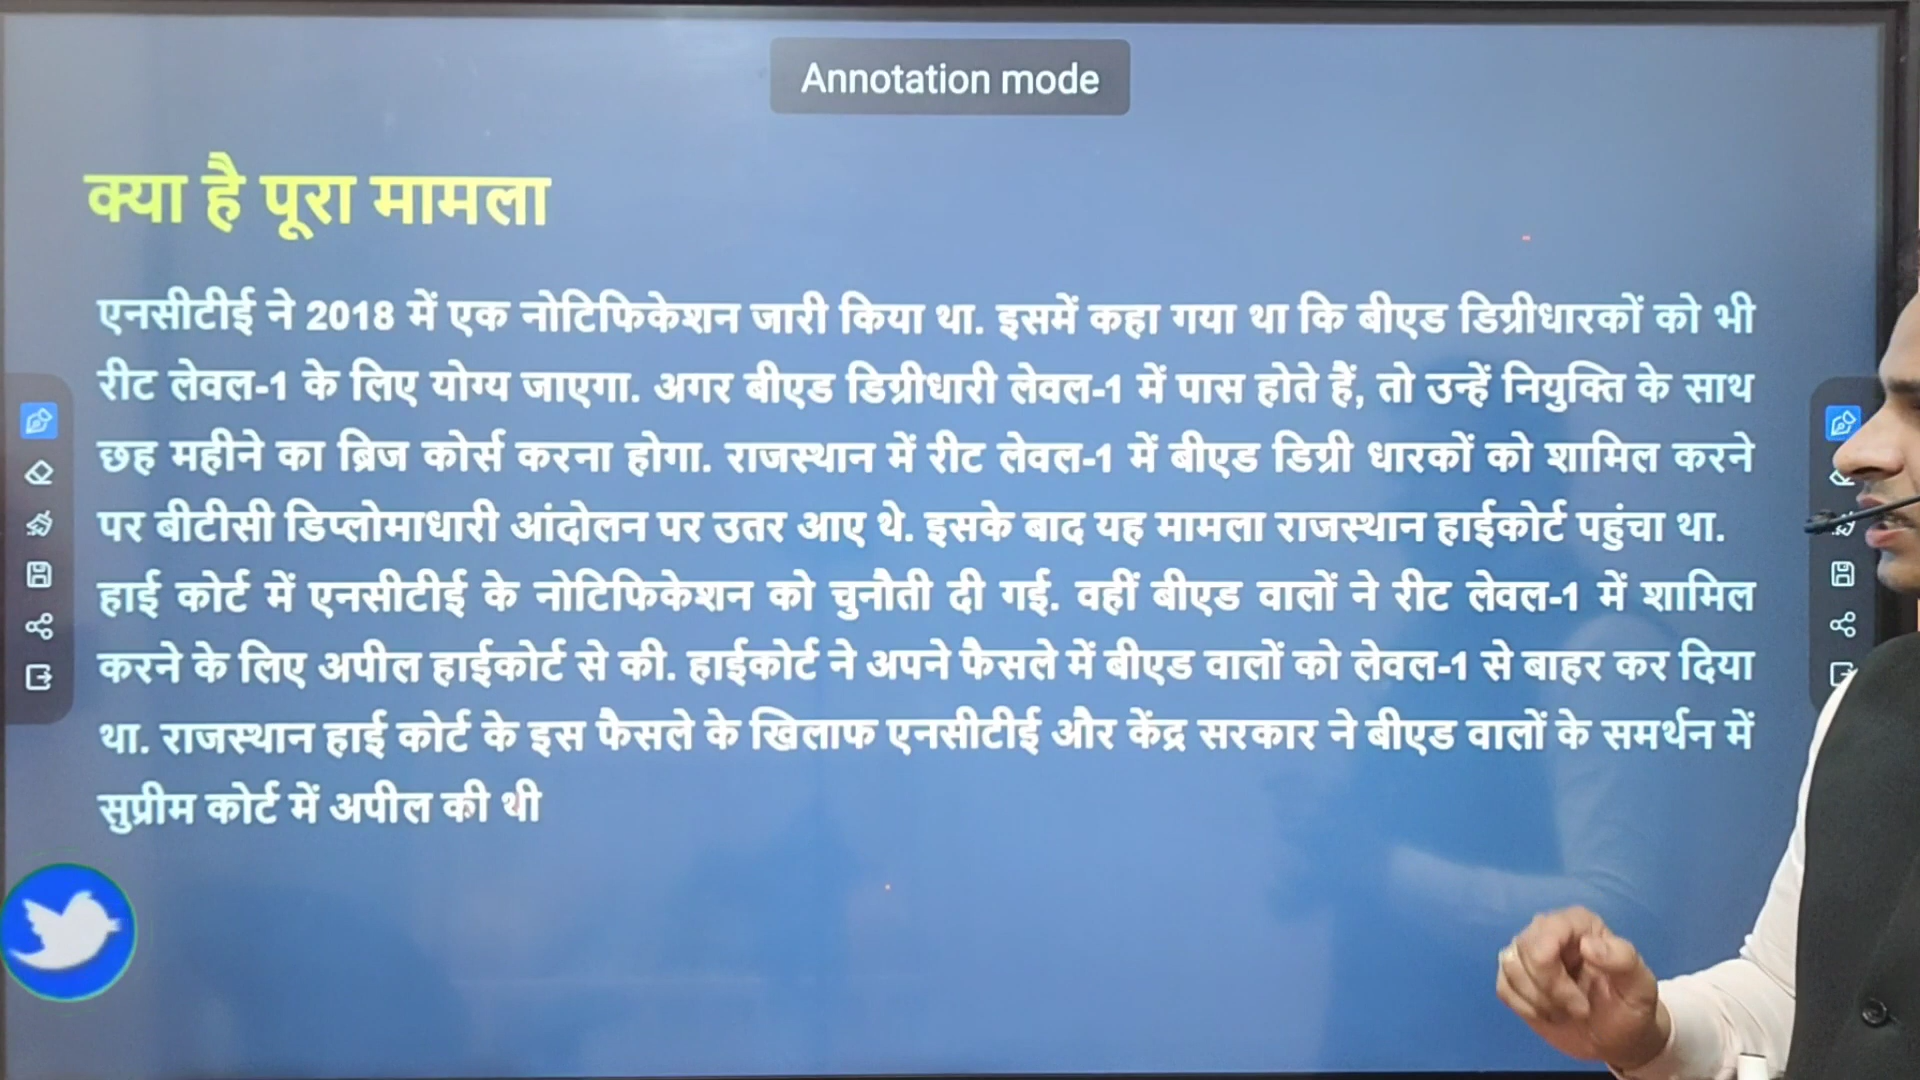 Annotation mode
क्या है पूरा मामला
एनसीटीई ने 2018 में एक नोटिफिकेशन जारी किया था. इसमें कहा गया था कि बीएड डिग्रीधारकों को भी
रीट लेवल-1 के लिए योग्य जाएगा. अगर बीएड डिग्रीधारी लेवल-1 में पास होते हैं, तो उन्हें नियुक्ति के साथ
छह महीने का ब्रिज कोर्स करना होगा. राजस्थान में रीट लेवल-1 में बीएड डिग्री धारकों को शामिल करने
पर बीटीसी डिप्लोमाधारी आंदोलन पर उतर आए थे. इसके बाद यह मामला राजस्थान हाईकोर्ट पहुंचा था.
हाई कोर्ट में एनसीटीई के नोटिफिकेशन को चुनौती दी गई. वहीं बीएड वालों ने रीट लेवल-1 में शामिल
करने के लिए अपील हाईकोर्ट से की. हाईकोर्ट ने अपने फैसले में बीएड वालों को लेवल-1 से बाहर कर दिया
था. राजस्थान हाई कोर्ट के इस फैसले के खिलाफ एनसीटीई और केंद्र सरकार ने बीएड वालों के समर्थन में
सुप्रीम कोर्ट में अपील की थी